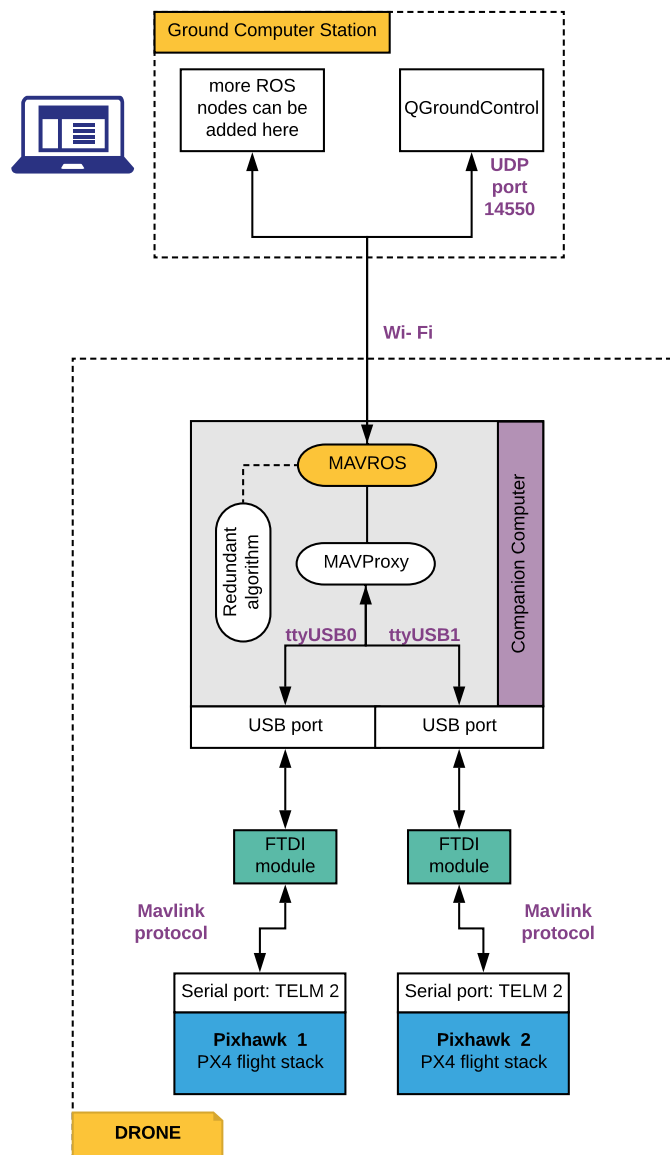 Ground Computer Station
more ROS
nodes can be
added here
QGroundControl
UDP
port
14550
Wi- Fi
MAVROS
Redundant
algorithm
MAVProxy
Companion Computer
ttyUSB0
ttyUSB1
USB port
USB port
FTDI
module
FTDI
module
Mavlink
protocol
Mavlink
protocol
Serial port: TELM 2
Serial port: TELM 2
Pixhawk 1
PX4 flight stack
Pixhawk 2
PX4 flight stack
DRONE